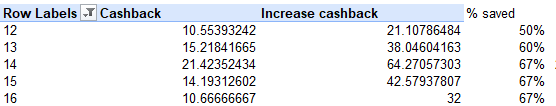 Row Labels Cashback Increase cashback % saved
12 10.55393242 21.10786484 50%
13 15.21841665 38.04604163 60%
14 21.42352434 64.27057303 67%
15 14.19312602 42.57937807 67%
16 10.66666667 32 67%